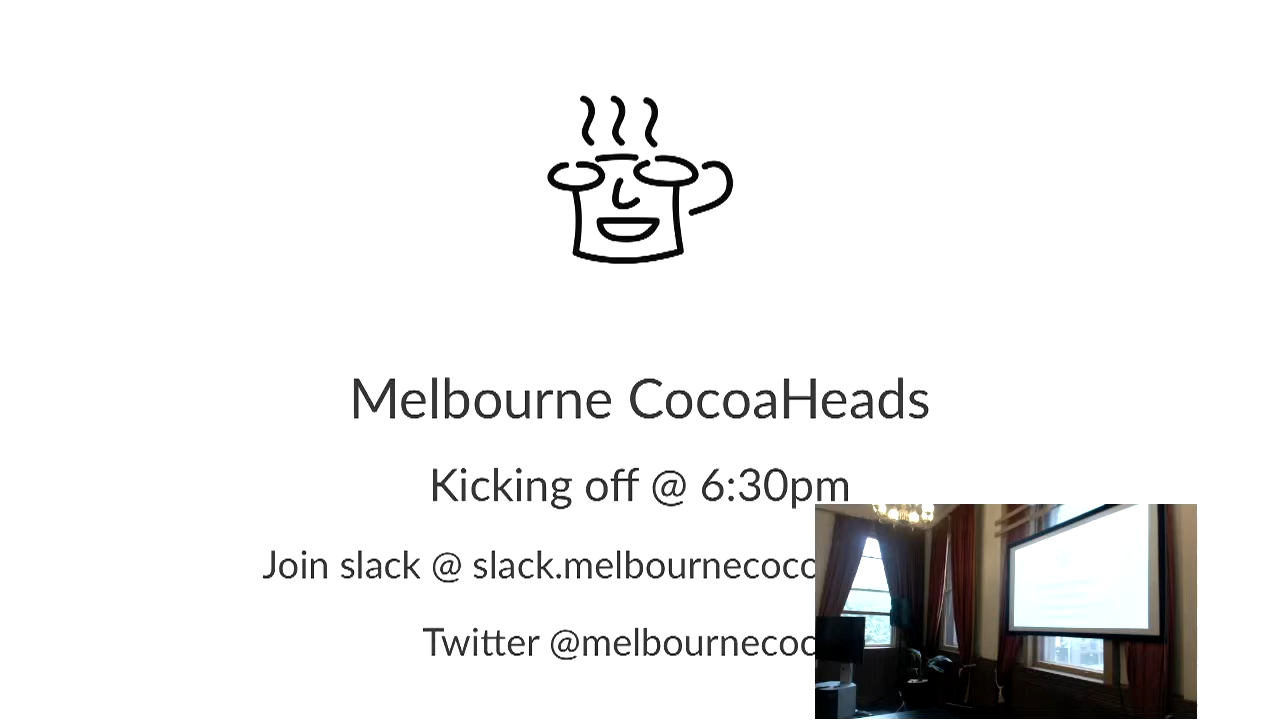 Melbourne CocoaHeads
Kicking off @ 6:30pm
Join slack @ slack.melbournecoco
Twitter @melbournecoc